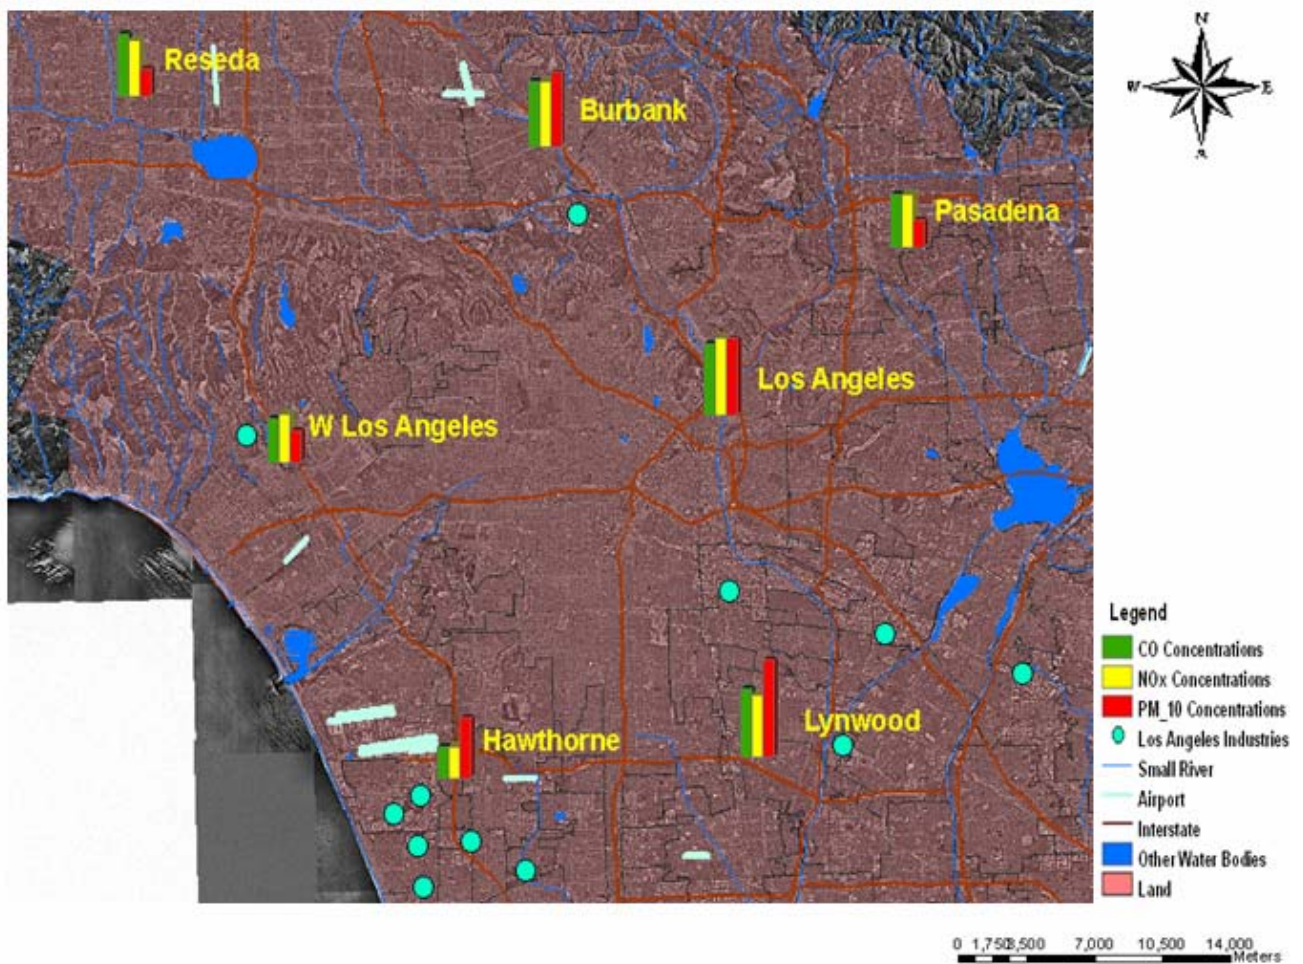 N
W
E
Reseda
Burbank
Pasadena
Los Angeles
W Los Angeles
Lynwood
Hawthorne
Legend
CO Concentrations
NOx Concentrations
PM_10 Concentrations
Los Angeles Industries
Small River
Airport
Interstate
Other Water Bodies
Land
0 1,750 3,500 7,000 10,500 14,000
Meters